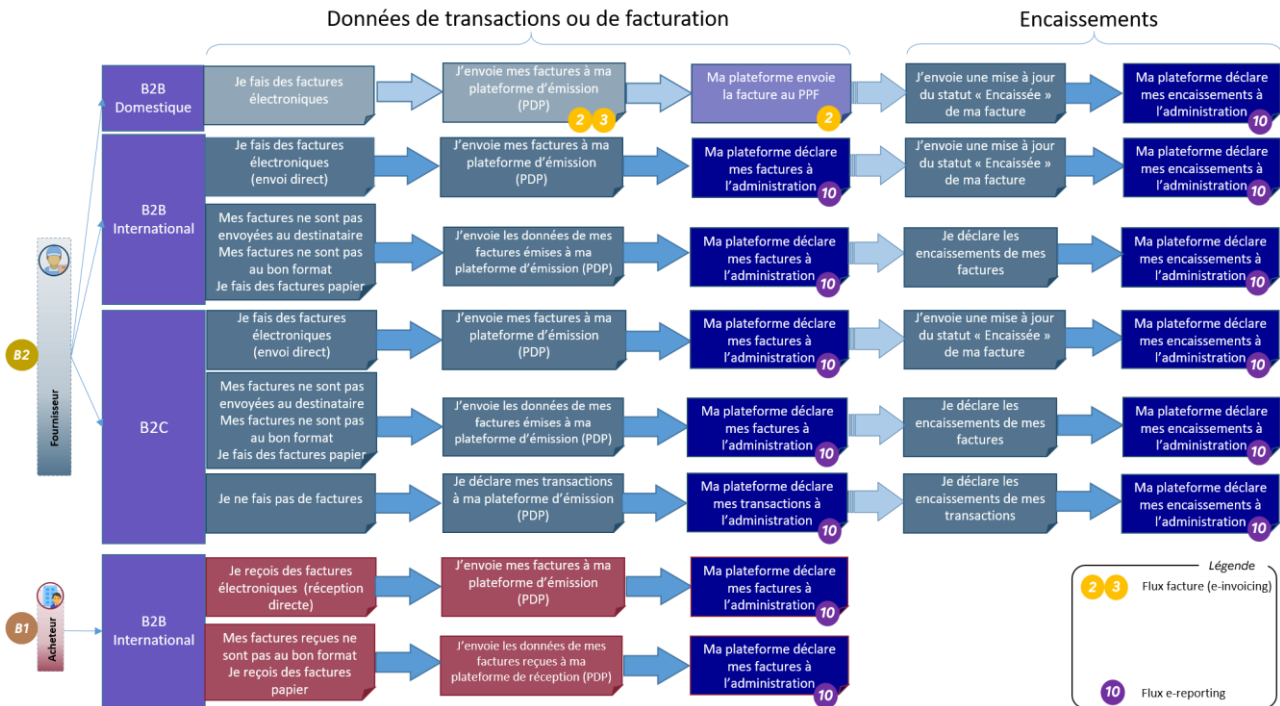 Données de transactions ou de facturation
Encaissements
B2B
Domestique
Je fais des factures
électroniques
J'envoie mes factures à ma
plateforme d'émission
(PDP)
2 3
Ma plateforme envoie
la facture au PPF
2
J'envoie une mise à jour
du statut « Encaissée »
de ma facture
Ma plateforme déclare
mes encaissements à
l'administration
10
B2B
International
Je fais des factures
électroniques
(envoi direct)
J'envoie mes factures à ma
plateforme d'émission
(PDP)
Ma plateforme déclare
mes factures à
l'administration
10
J'envoie une mise à jour
du statut « Encaissée »
de ma facture
Ma plateforme déclare
mes encaissements à
l'administration
10
Mes factures ne sont pas
envoyées au destinataire
Mes factures ne sont pas
au bon format
Je fais des factures papier
J'envoie les données de mes
factures émises à ma
plateforme d'émission (PDP)
Ma plateforme déclare
mes factures à
l'administration
10
Je déclare les
encaissements de mes
factures
Ma plateforme déclare
mes encaissements à
l'administration
10
B2
Fournisseur
B2C
Je fais des factures
électroniques
(envoi direct)
J'envoie mes factures à ma
plateforme d'émission
(PDP)
Ma plateforme déclare
mes factures à
l'administration
10
J'envoie une mise à jour
du statut « Encaissée »
de ma facture
Ma plateforme déclare
mes encaissements à
l'administration
10
Mes factures ne sont pas
envoyées au destinataire
Mes factures ne sont pas
au bon format
Je fais des factures papier
J'envoie les données de mes
factures émises à ma
plateforme d'émission (PDP)
Ma plateforme déclare
mes factures à
l'administration
10
Je déclare les
encaissements de mes
factures
Ma plateforme déclare
mes encaissements à
l'administration
10
Je ne fais pas de factures
Je déclare mes transactions
à ma plateforme d'émission
(PDP)
Ma plateforme déclare
mes transactions à
l'administration
10
Je déclare les
encaissements de mes
transactions
Ma plateforme déclare
mes encaissements à
l'administration
10
B1
Acheteur
B2B
International
Je reçois des factures
électroniques (réception
directe)
J'envoie mes factures à ma
plateforme d'émission
(PDP)
Ma plateforme déclare
mes factures à
l'administration
10
Mes factures reçues ne
sont pas au bon format
Je reçois des factures
papier
J'envoie les données de mes
factures reçues à ma
plateforme de réception (PDP)
Ma plateforme déclare
mes factures à
l'administration
10
Légende
2 3 Flux facture (e-invoicing)
10 Flux e-reporting